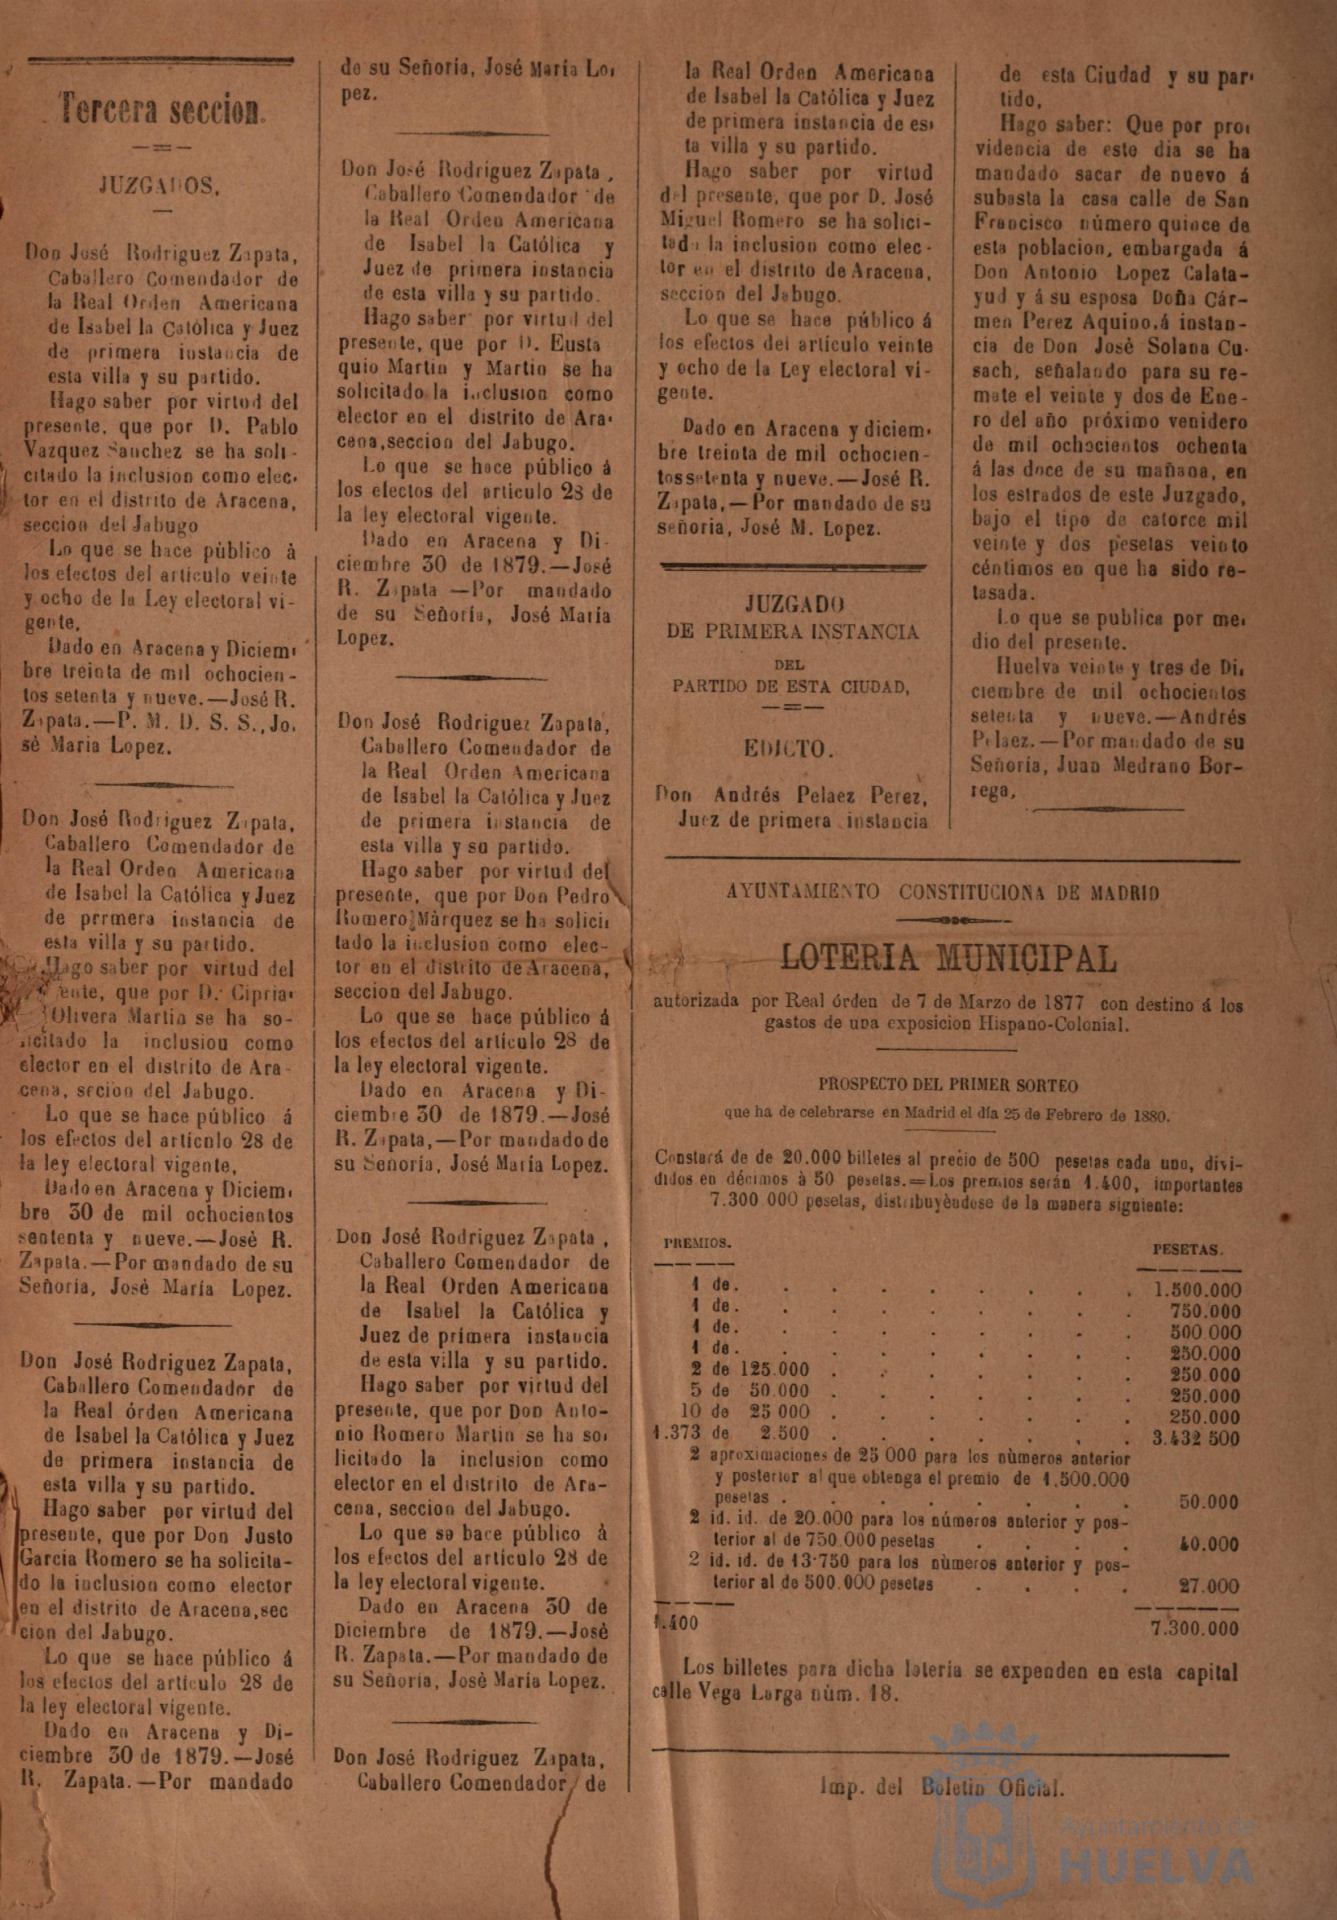 Tercera seccion.
JUZGADOS,
Don José Rodriguez Zapata,
Caballero Comendador de
la Real Orden Americana
de Isabel la Católica y Juez
de primera instancia de
esta villa y su partido.
Hago saber por virtud del
presente, que por D. Pablo
Vazquez Sanchez se ha soli-
citado la inclusion como elec-
tor en el distrito de Aracena,
seccion del Jabugo
Lo que se hace público à
los efectos del artículo veinte
y ocho de la Ley electoral vi-
gente,
Dado en Aracena y Diciem-
bre treinta de mil ochocien-
tos setenta y nueve.—José R.
Zapata.—P. M. D. S. S., Jo-
sè Maria Lopez.
Don José Rodriguez Zapata,
Caballero Comendador de
la Real Orden Americana
de Isabel la Católica y Juez
de prrmera instancia de
esta villa y su partido.
Hago saber por virtud del
ente, que por D. Cipria-
Olivera Martin se ha so-
licitado la inclusion como
elector en el distrito de Ara-
cena, seccion del Jabugo.
Lo que se hace público á
los efectos del articnlo 28 de
la ley electoral vigente,
Dado en Aracena y Diciem-
bre 30 de mil ochocientos
sententa y nueve.—Josè R.
Zapata.—Por mandado de su
Señoria, Josè María Lopez.
Don José Rodriguez Zapata,
Caballero Comendador de
la Real órden Americana
de Isabel la Católica y Juez
de primera instancia de
esta villa y su partido.
Hago saber por virtud del
presente, que por Don Justo
Garcia Romero se ha solicita-
do la inclusion como elector
en el distrito de Aracena, sec
cion del Jabugo.
Lo que se hace público á
los efectos del artículo 28 de
la ley electoral vigente.
Dado en Aracena y Di-
ciembre 30 de 1879.—José
R. Zapata.—Por mandado
de su Señoría, José María Lo-
pez.
Don José Rodriguez Zapata,
Caballero Comendador de
la Real Orden Americana
de Isabel la Católica y
Juez de primera instancia
de esta villa y su partido.
Hago saber por virtud del
presente, que por D. Eusta
quio Martin y Martin se ha
solicitado la inclusion como
elector en el distrito de Ara-
cena, seccion del Jabugo.
Lo que se hace público á
los efectos del articulo 28 de
la ley electoral vigente.
Dado en Aracena y Di-
ciembre 30 de 1879.—José
R. Zapata —Por mandado
de su Señoría, José María
Lopez.
Don José Rodriguez Zapata,
Caballero Comendador de
la Real Orden Americana
de Isabel la Católica y Juez
de primera instancia de
esta villa y su partido.
Hago saber por virtud del
presente, que por Don Pedro
Romero Màrquez se ha solici-
tado la inclusion como elec-
tor en el distrito de Aracena,
seccion del Jabugo.
Lo que se hace público á
los efectos del artículo 28 de
la ley electoral vigente.
Dado en Aracena y Di-
ciembre 30 de 1879.—José
R. Zapata,—Por mandado de
su Señoría, José María Lopez.
Don José Rodriguez Zapata,
Caballero Comendador de
la Real Orden Americana
de Isabel la Católica y
Juez de primera instancia
de esta villa y su partido.
Hago saber por virtud del
presente, que por Don Anto-
nio Romero Martin se ha so-
licitado la inclusion como
elector en el distrito de Ara-
cena, seccion del Jabugo.
Lo que se hace público à
los efectos del artículo 28 de
la ley electoral vigente.
Dado en Aracena 30 de
Diciembre de 1879.—Josè
R. Zapata.—Por mandado de
su Señoria, Josè María Lopez.
Don José Rodriguez Zapata,
Caballero Comendador de
la Real Orden Americana
de Isabel la Católica y Juez
de primera instancia de es-
ta villa y su partido.
Hago saber por virtud
del presente, que por D. José
Miguel Romero se ha solici-
tado la inclusion como elec-
tor en el distrito de Aracena,
seccion del Jabugo.
Lo que se hace público á
los efectos del artículo veinte
y ocho de la Ley electoral vi-
gente.
Dado en Aracena y diciem-
bre treinta de mil ochocien-
tos setenta y nueve.—José R.
Zapata,—Por mandado de su
señoria, José M. Lopez.
JUZGADO
DE PRIMERA INSTANCIA
DEL
PARTIDO DE ESTA CIUDAD,
EDICTO.
Don Andrés Pelaez Perez,
Juez de primera instancia
de esta Ciudad y su par-
tido,
Hago saber: Que por pro-
videncia de este dia se ha
mandado sacar de nuevo á
subasta la casa calle de San
Francisco número quince de
esta poblacion, embargada á
Don Antonio Lopez Calata-
yud y á su esposa Doña Cár-
men Perez Aquino, á instan-
cia de Don Josè Solana Cu-
sach, señalando para su re-
mate el veinte y dos de Ene-
ro del año próximo venidero
de mil ochocientos ochenta
á las doce de su mañana, en
los estrados de este Juzgado,
bajo el tipo de catorce mil
veinte y dos pesetas veinto
céntimos en que ha sido re-
tasada.
Lo que se publica por me-
dio del presente.
Huelva veinte y tres de Di-
ciembre de mil ochocientos
setenta y nueve.—Andrés
Pelaez.—Por mandado de su
Señoría, Juan Medrano Bor-
rega,
AYUNTAMIENTO CONSTITUCIONA DE MADRID
LOTERIA MUNICIPAL
autorizada por Real órden de 7 de Marzo de 1877 con destino á los
gastos de una exposicion Hispano-Colonial.
PROSPECTO DEL PRIMER SORTEO
que ha de celebrarse en Madrid el día 25 de Febrero de 1880.
Constará de de 20.000 billetes al precio de 500 pesetas cada uno, divi-
didos en décimos à 50 pesetas.=Los premios serán 1.400, importantes
7.300 000 pesetas, distribuyèndose de la manera siguiente:
PREMIOS. PESETAS.
1 de. . . . . . . . . 1.500.000
1 de. . . . . . . . . 750.000
1 de. . . . . . . . . 500 000
1 de. . . . . . . . . 250.000
2 de 125.000 . . . . . . . 250.000
5 de 50.000 . . . . . . . 250.000
10 de 25 000 . . . . . . . 250.000
1.373 de 2.500 . . . . . . . 3.432 500
2 aproximaciones de 25 000 para los nùmeros anterior
y posterior al que obtenga el premio de 1.500.000
pesetas . . . . . . . . 50.000
2 id. id. de 20.000 para los números anterior y pos-
terior al de 750.000 pesetas . . . . 40.000
2 id. id. de 13·750 para los nùmeros anterior y pos-
terior al de 500.000 pesetas . . . . 27.000
1.400 7.300.000
Los billetes para dicha lotería se expenden en esta capital
calle Vega Larga nùm. 18.
Imp. del Boletin Oficial.
Ayuntamiento de
HUELVA